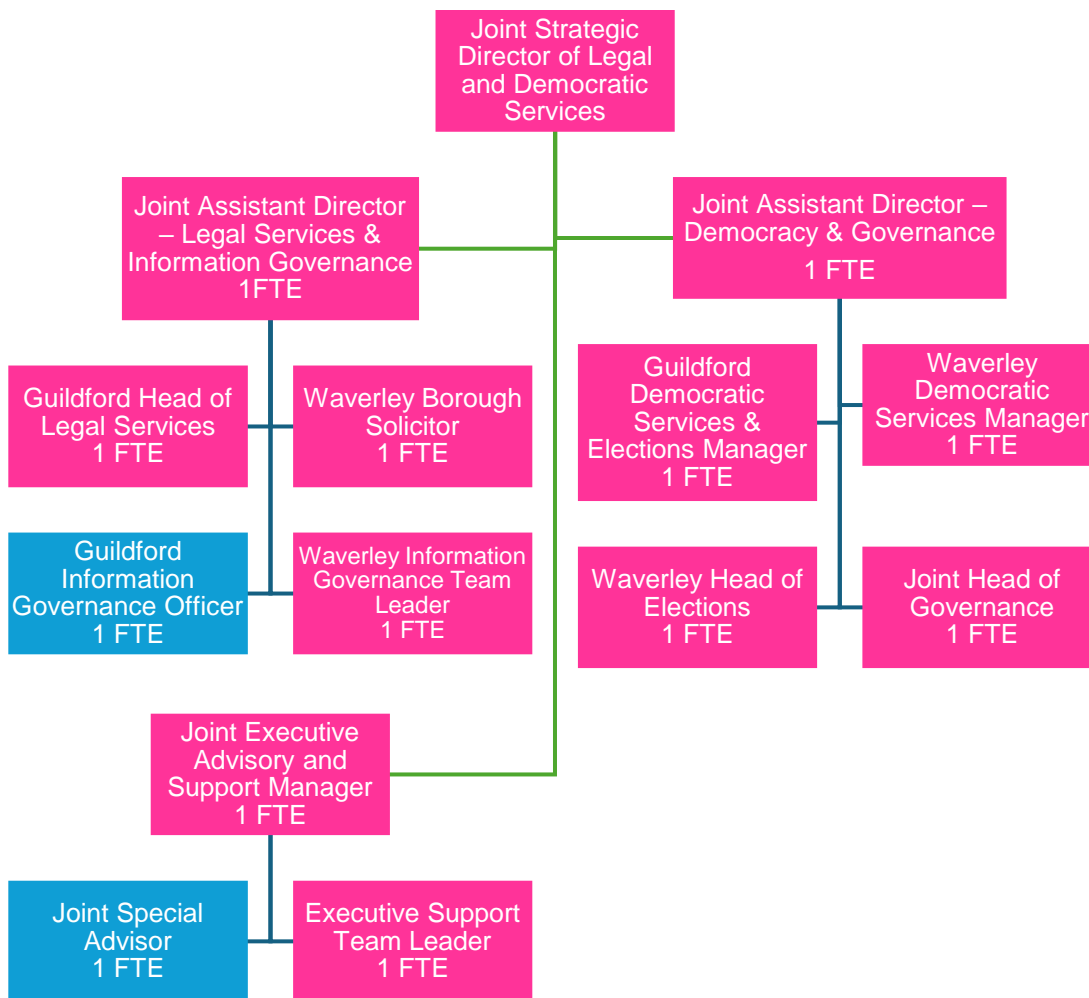 Joint Strategic
Director of Legal
and Democratic
Services
Joint Assistant Director
– Legal Services &
Information Governance
1FTE
Joint Assistant Director –
Democracy & Governance
1 FTE
Guildford Head of
Legal Services
1 FTE
Waverley Borough
Solicitor
1 FTE
Guildford
Democratic
Services &
Elections Manager
1 FTE
Waverley
Democratic
Services Manager
1 FTE
Guildford
Information
Governance Officer
1 FTE
Waverley Information
Governance Team
Leader
1 FTE
Waverley Head of
Elections
1 FTE
Joint Head of
Governance
1 FTE
Joint Executive
Advisory and
Support Manager
1 FTE
Joint Special
Advisor
1 FTE
Executive Support
Team Leader
1 FTE